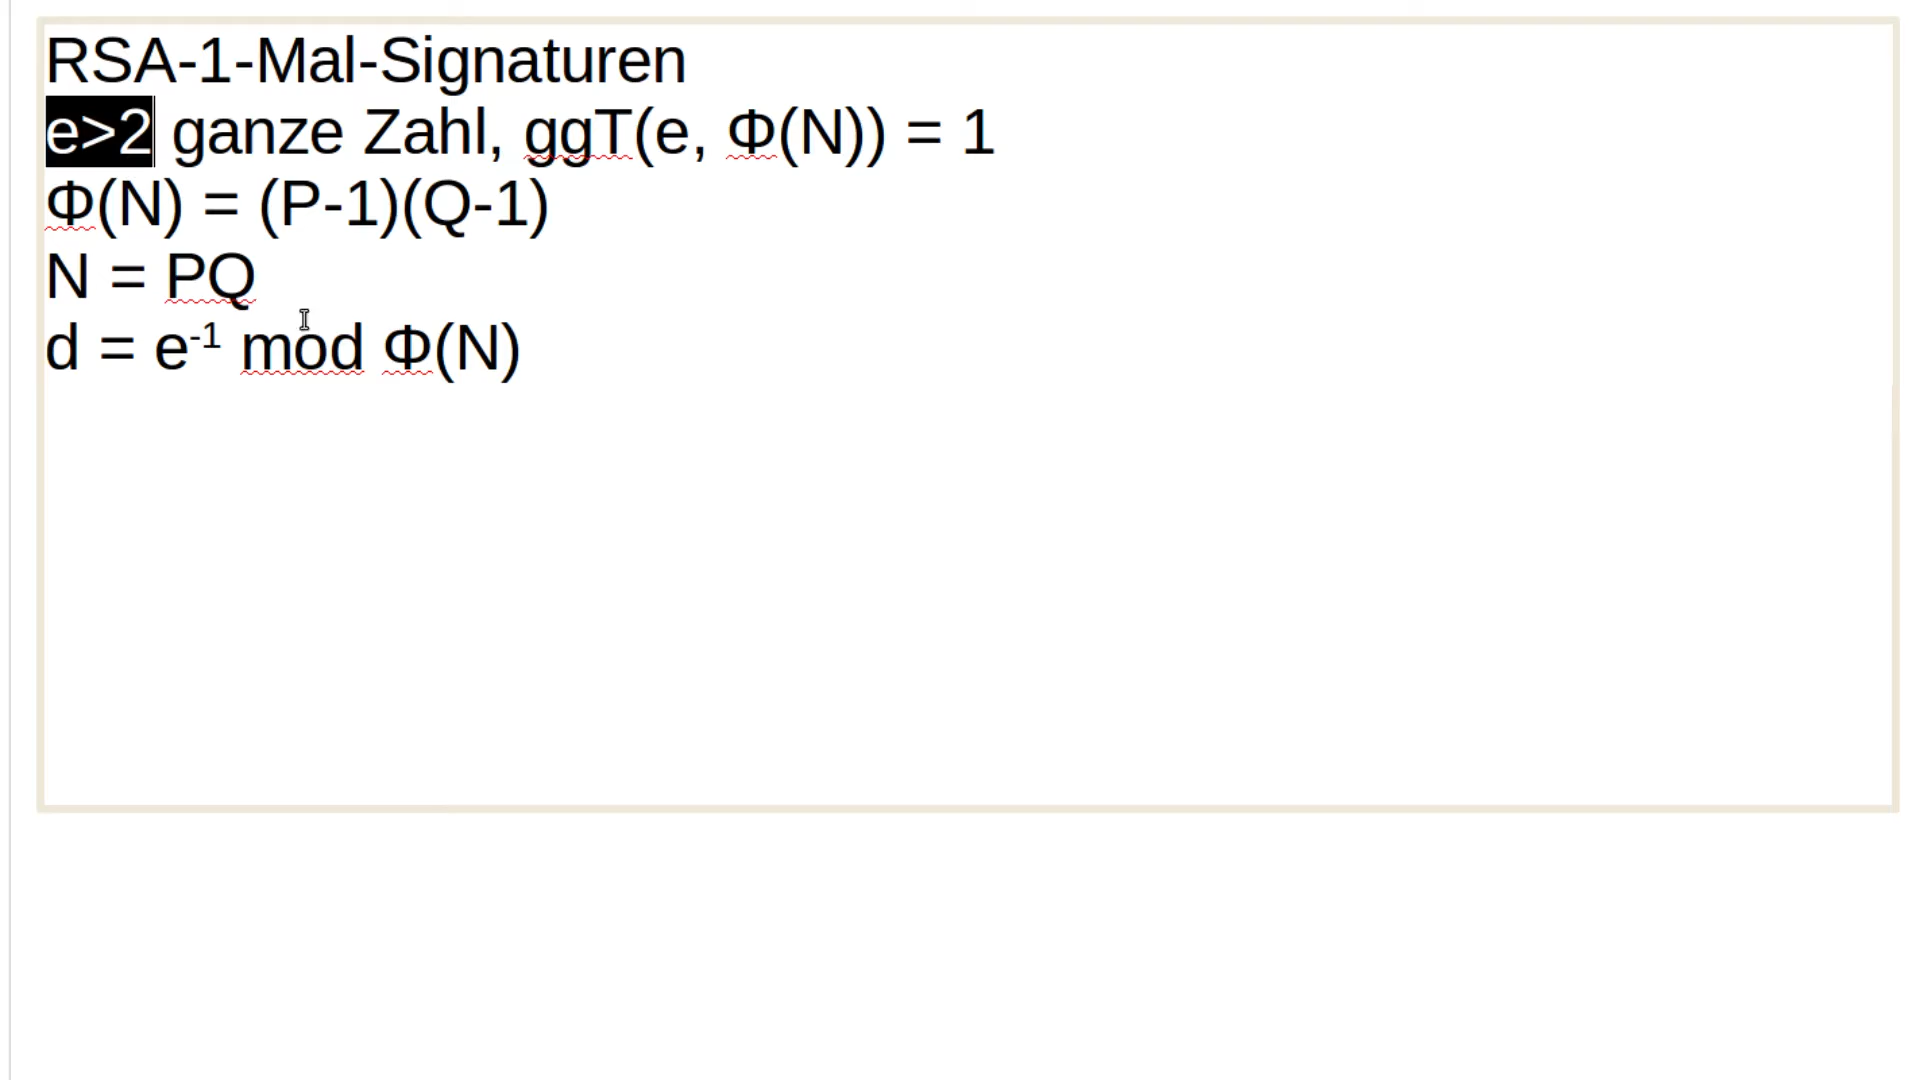 RSA-1-Mal-Signaturen
e>2 ganze Zahl, ggT(e, Φ(N)) = 1
Φ(N) = (P-1)(Q-1)
N = PQ
d = e⁻¹ mod Φ(N)